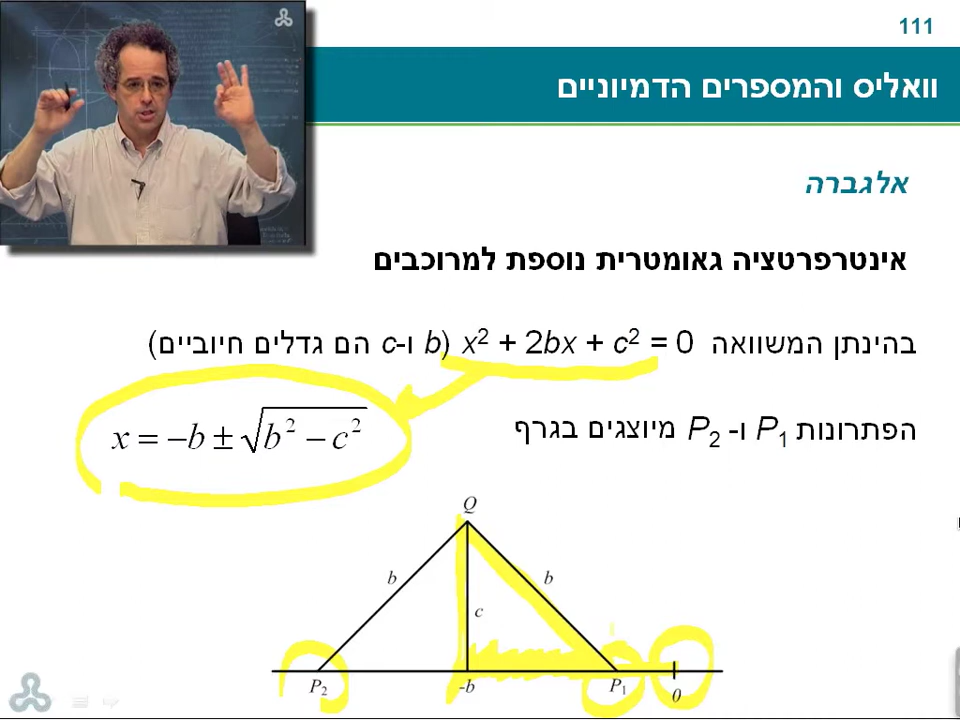 111
וואליס והמספרים הדמיוניים
אלגברה
אינטרפרטציה גאומטרית נוספת למרוכבים
בהינתן המשוואה x² + 2bx + c² = 0 (b ו-c הם גדלים חיוביים)
x = −b ± √(b² − c²)
הפתרונות P₁ ו- P₂ מיוצגים בגרף
Q
b b
c
P₂ -b P₁ 0